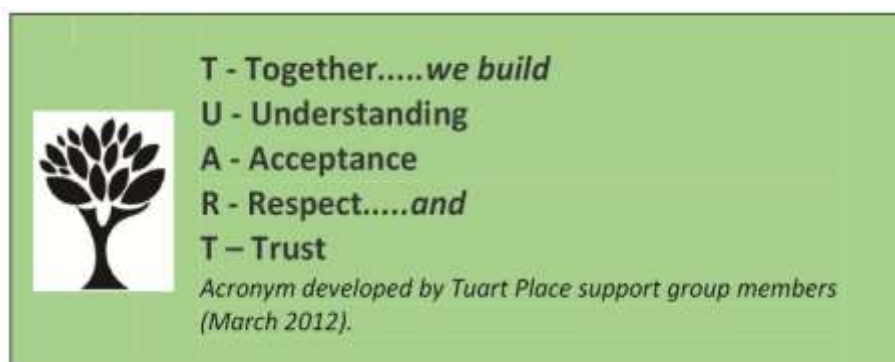 T - Together.....we build
U - Understanding
A - Acceptance
R - Respect.....and
T – Trust
Acronym developed by Tuart Place support group members
(March 2012).